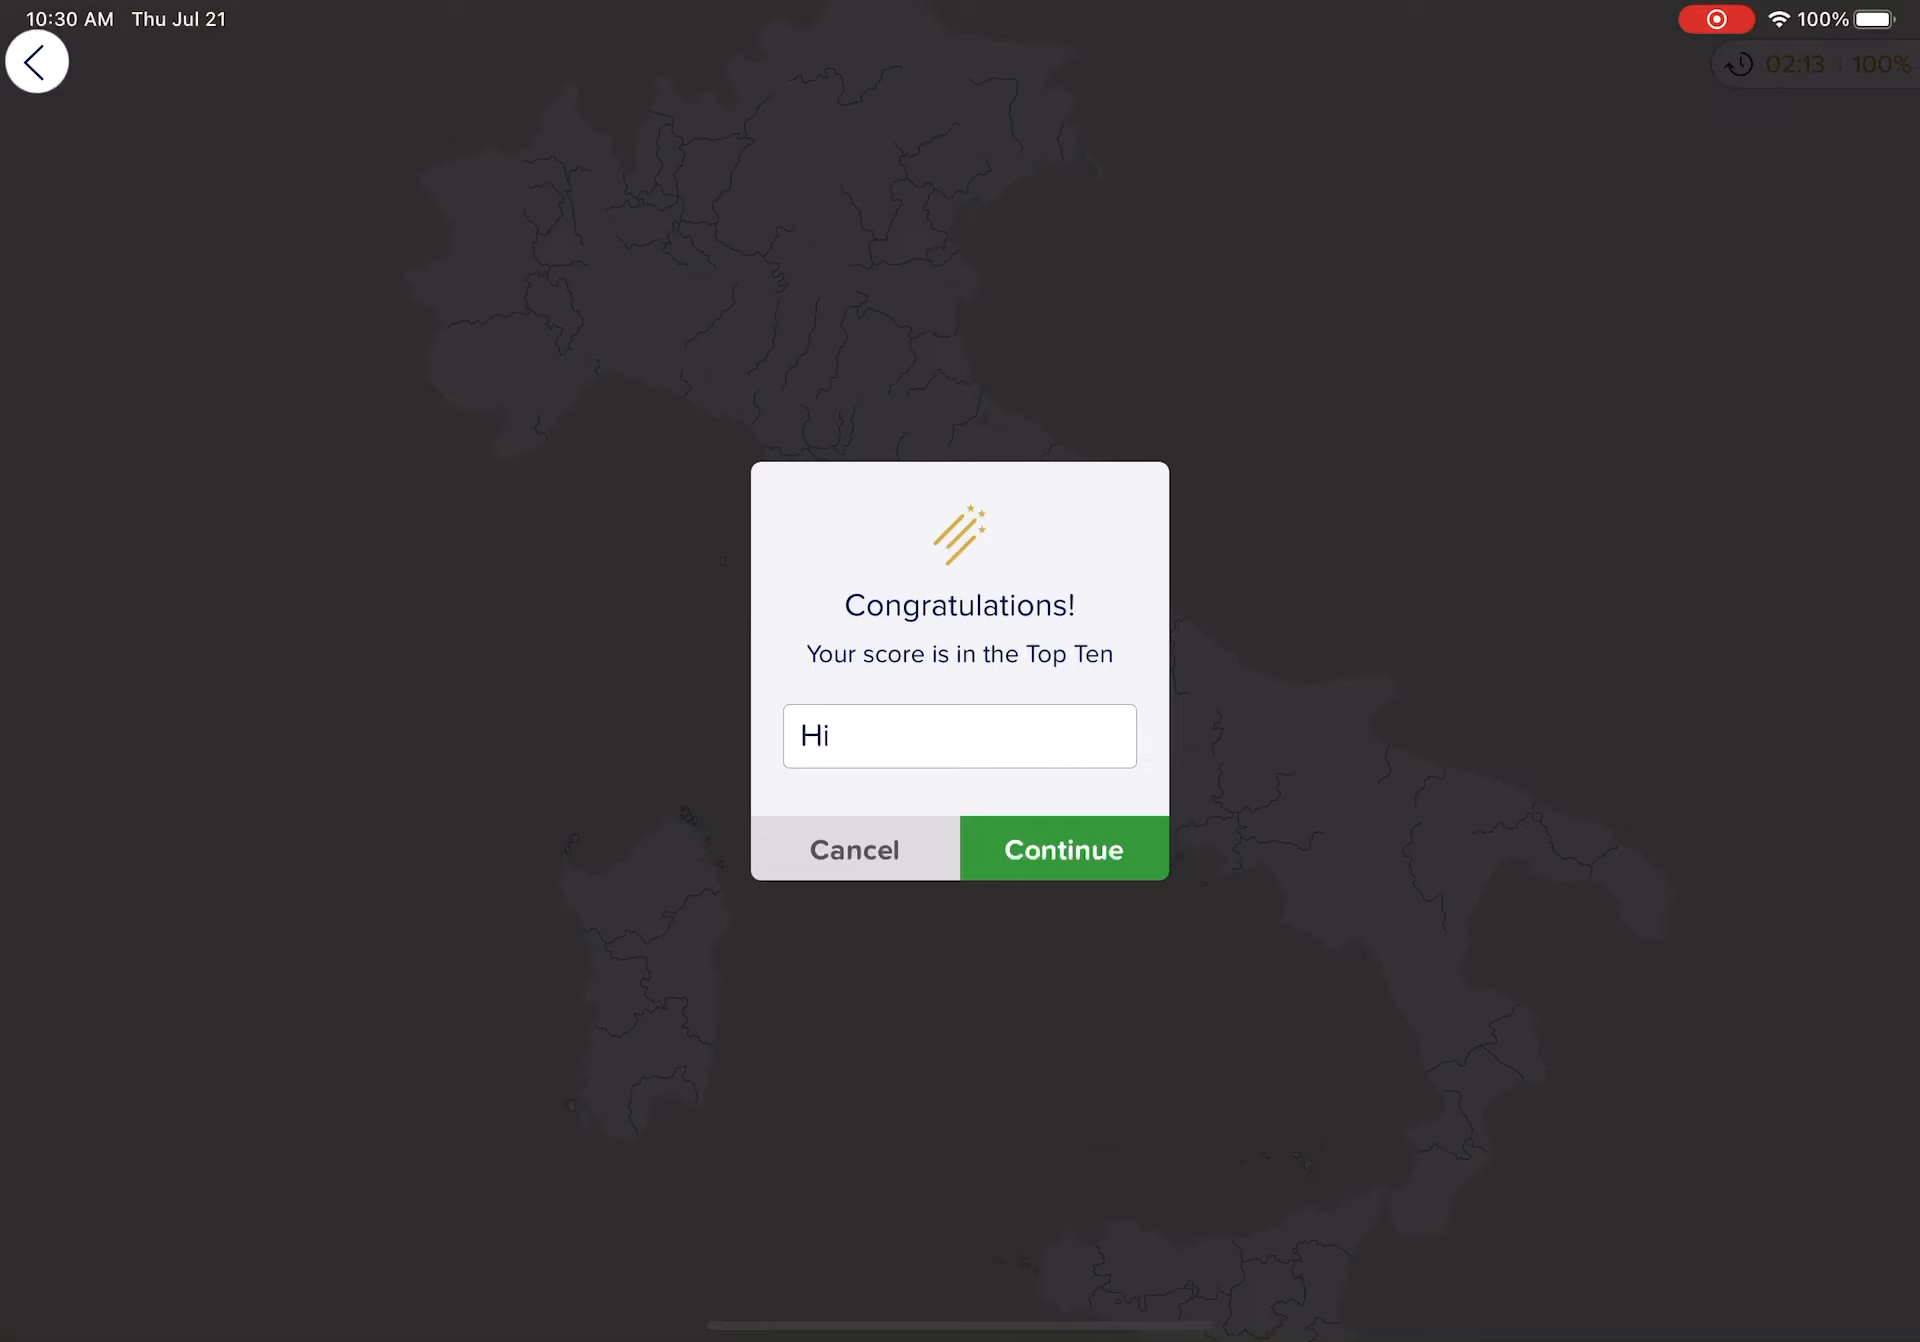 10:30 AM Thu Jul 21
100%
02:13 100%
Congratulations!
Your score is in the Top Ten
Hi
Cancel Continue